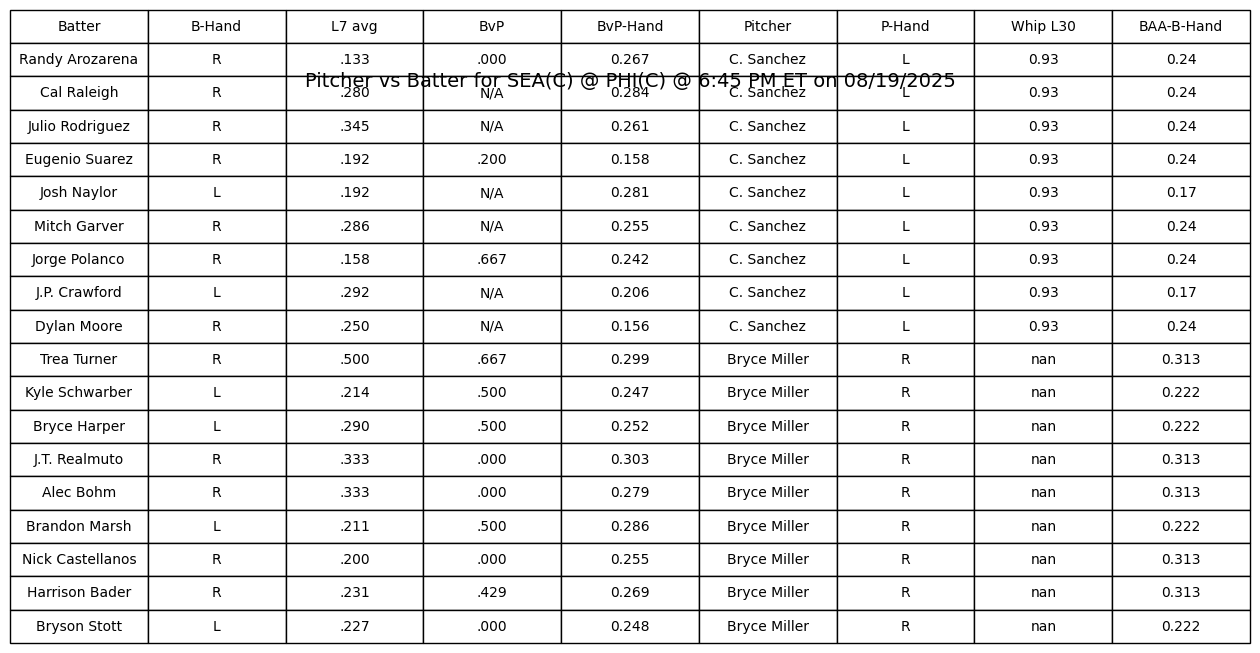 Batter B-Hand L7 avg BvP BvP-Hand Pitcher P-Hand Whip L30 BAA-B-Hand
Randy Arozarena R .133 .000 0.267 C. Sanchez L 0.93 0.24
Pitcher vs Batter for SEA(C) @ PHI(C) @ 6:45 PM ET on 08/19/2025
Cal Raleigh R .280 N/A 0.284 C. Sanchez L 0.93 0.24
Julio Rodriguez R .345 N/A 0.261 C. Sanchez L 0.93 0.24
Eugenio Suarez R .192 .200 0.158 C. Sanchez L 0.93 0.24
Josh Naylor L .192 N/A 0.281 C. Sanchez L 0.93 0.17
Mitch Garver R .286 N/A 0.255 C. Sanchez L 0.93 0.24
Jorge Polanco R .158 .667 0.242 C. Sanchez L 0.93 0.24
J.P. Crawford L .292 N/A 0.206 C. Sanchez L 0.93 0.17
Dylan Moore R .250 N/A 0.156 C. Sanchez L 0.93 0.24
Trea Turner R .500 .667 0.299 Bryce Miller R nan 0.313
Kyle Schwarber L .214 .500 0.247 Bryce Miller R nan 0.222
Bryce Harper L .290 .500 0.252 Bryce Miller R nan 0.222
J.T. Realmuto R .333 .000 0.303 Bryce Miller R nan 0.313
Alec Bohm R .333 .000 0.279 Bryce Miller R nan 0.313
Brandon Marsh L .211 .500 0.286 Bryce Miller R nan 0.222
Nick Castellanos R .200 .000 0.255 Bryce Miller R nan 0.313
Harrison Bader R .231 .429 0.269 Bryce Miller R nan 0.313
Bryson Stott L .227 .000 0.248 Bryce Miller R nan 0.222